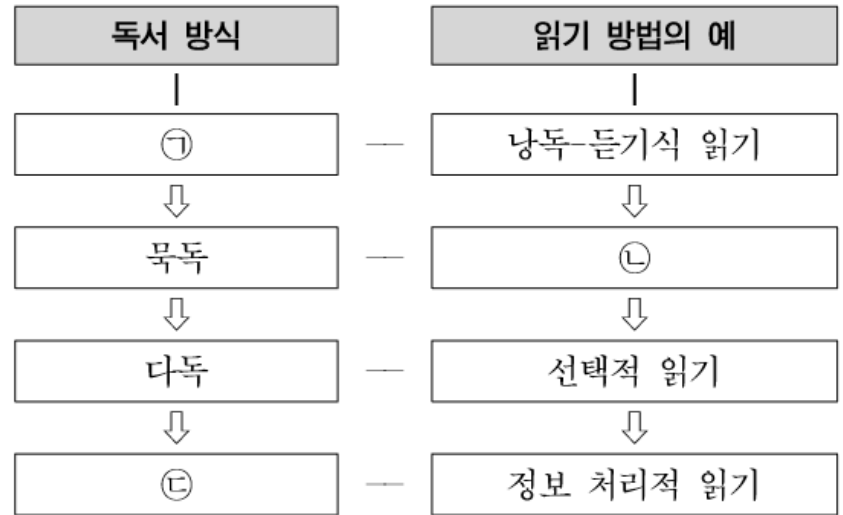 독서 방식 읽기 방법의 예
㉠ 낭독-듣기식 읽기
묵독 ㉡
다독 선택적 읽기
㉢ 정보 처리적 읽기